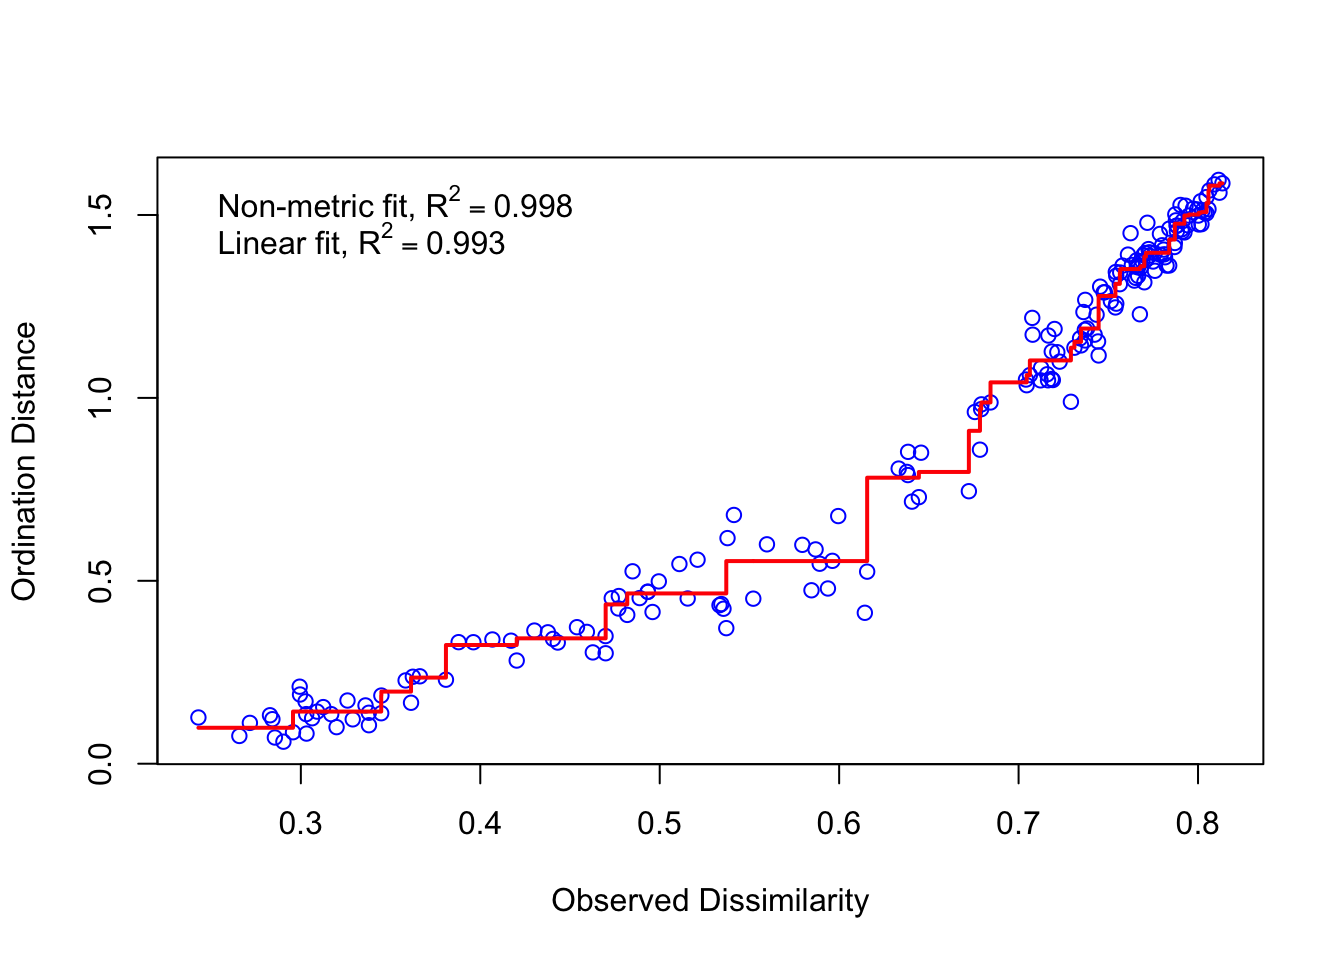 Non-metric fit, R² = 0.998
Linear fit, R² = 0.993
Ordination Distance
0.0
0.5
1.0
1.5
0.3 0.4 0.5 0.6 0.7 0.8
Observed Dissimilarity